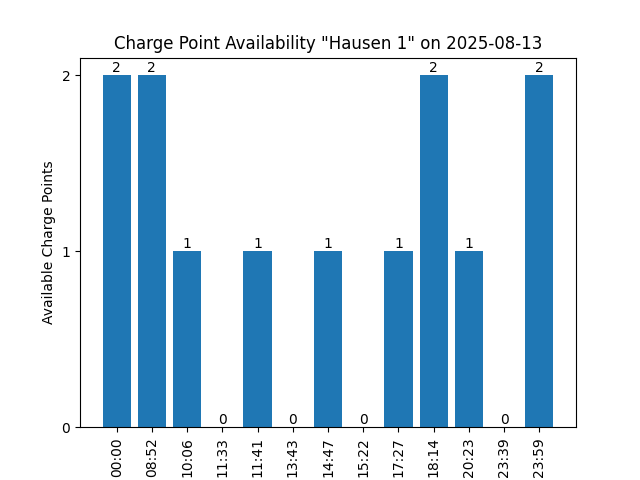 Charge Point Availability "Hausen 1" on 2025-08-13
Available Charge Points
2
1
0
2 2 1 0 1 0 1 0 1 2 1 0 2
00:00 08:52 10:06 11:33 11:41 13:43 14:47 15:22 17:27 18:14 20:23 23:39 23:59